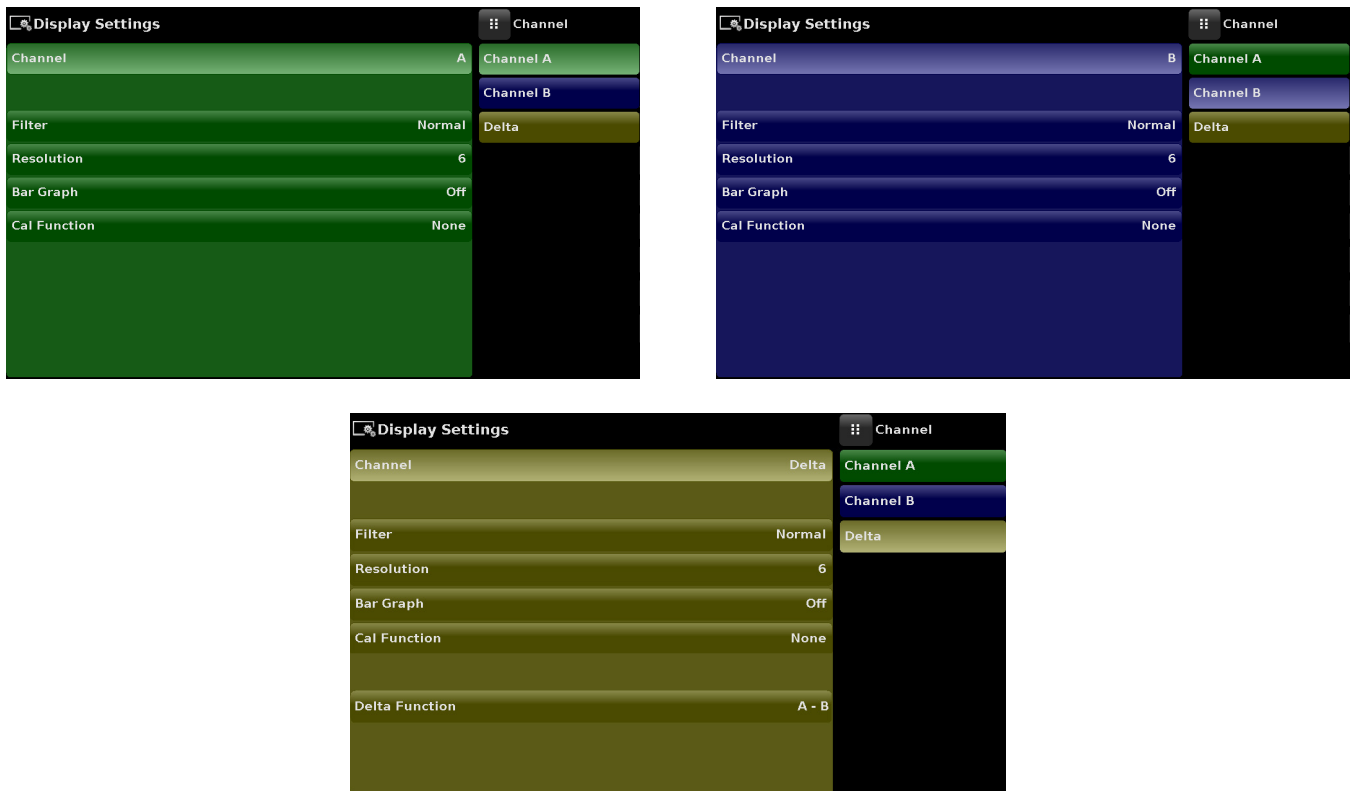 Display Settings Channel
Channel A Channel A
Channel B
Filter Normal Delta
Resolution 6
Bar Graph Off
Cal Function None
Display Settings Channel
Channel B Channel A
Channel B
Filter Normal Delta
Resolution 6
Bar Graph Off
Cal Function None
Display Settings Channel
Channel Delta Channel A
Channel B
Filter Normal Delta
Resolution 6
Bar Graph Off
Cal Function None
Delta Function A - B